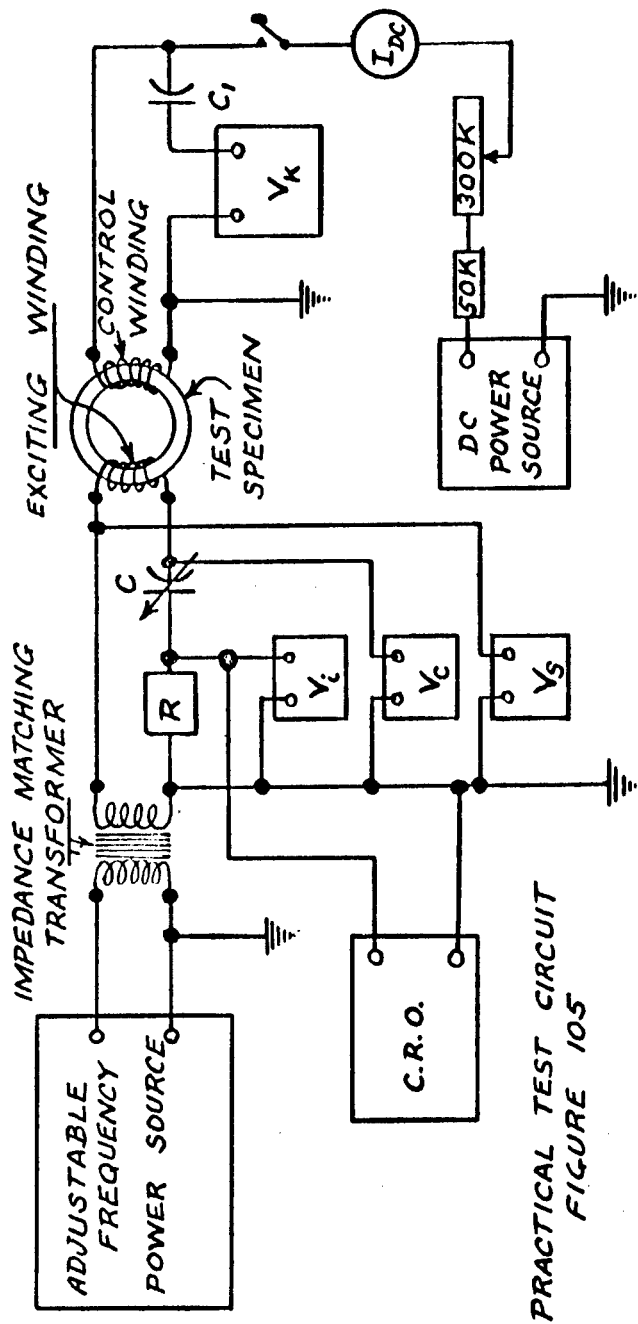 ADJUSTABLE
FREQUENCY
POWER SOURCE
IMPEDANCE MATCHING
TRANSFORMER
EXCITING WINDING
CONTROL
WINDING
TEST
SPECIMEN
R
C
C1
VK
IDC
Vi
VC
VS
C.R.O.
DC
POWER
SOURCE
50K
300K
PRACTICAL TEST CIRCUIT
FIGURE 105